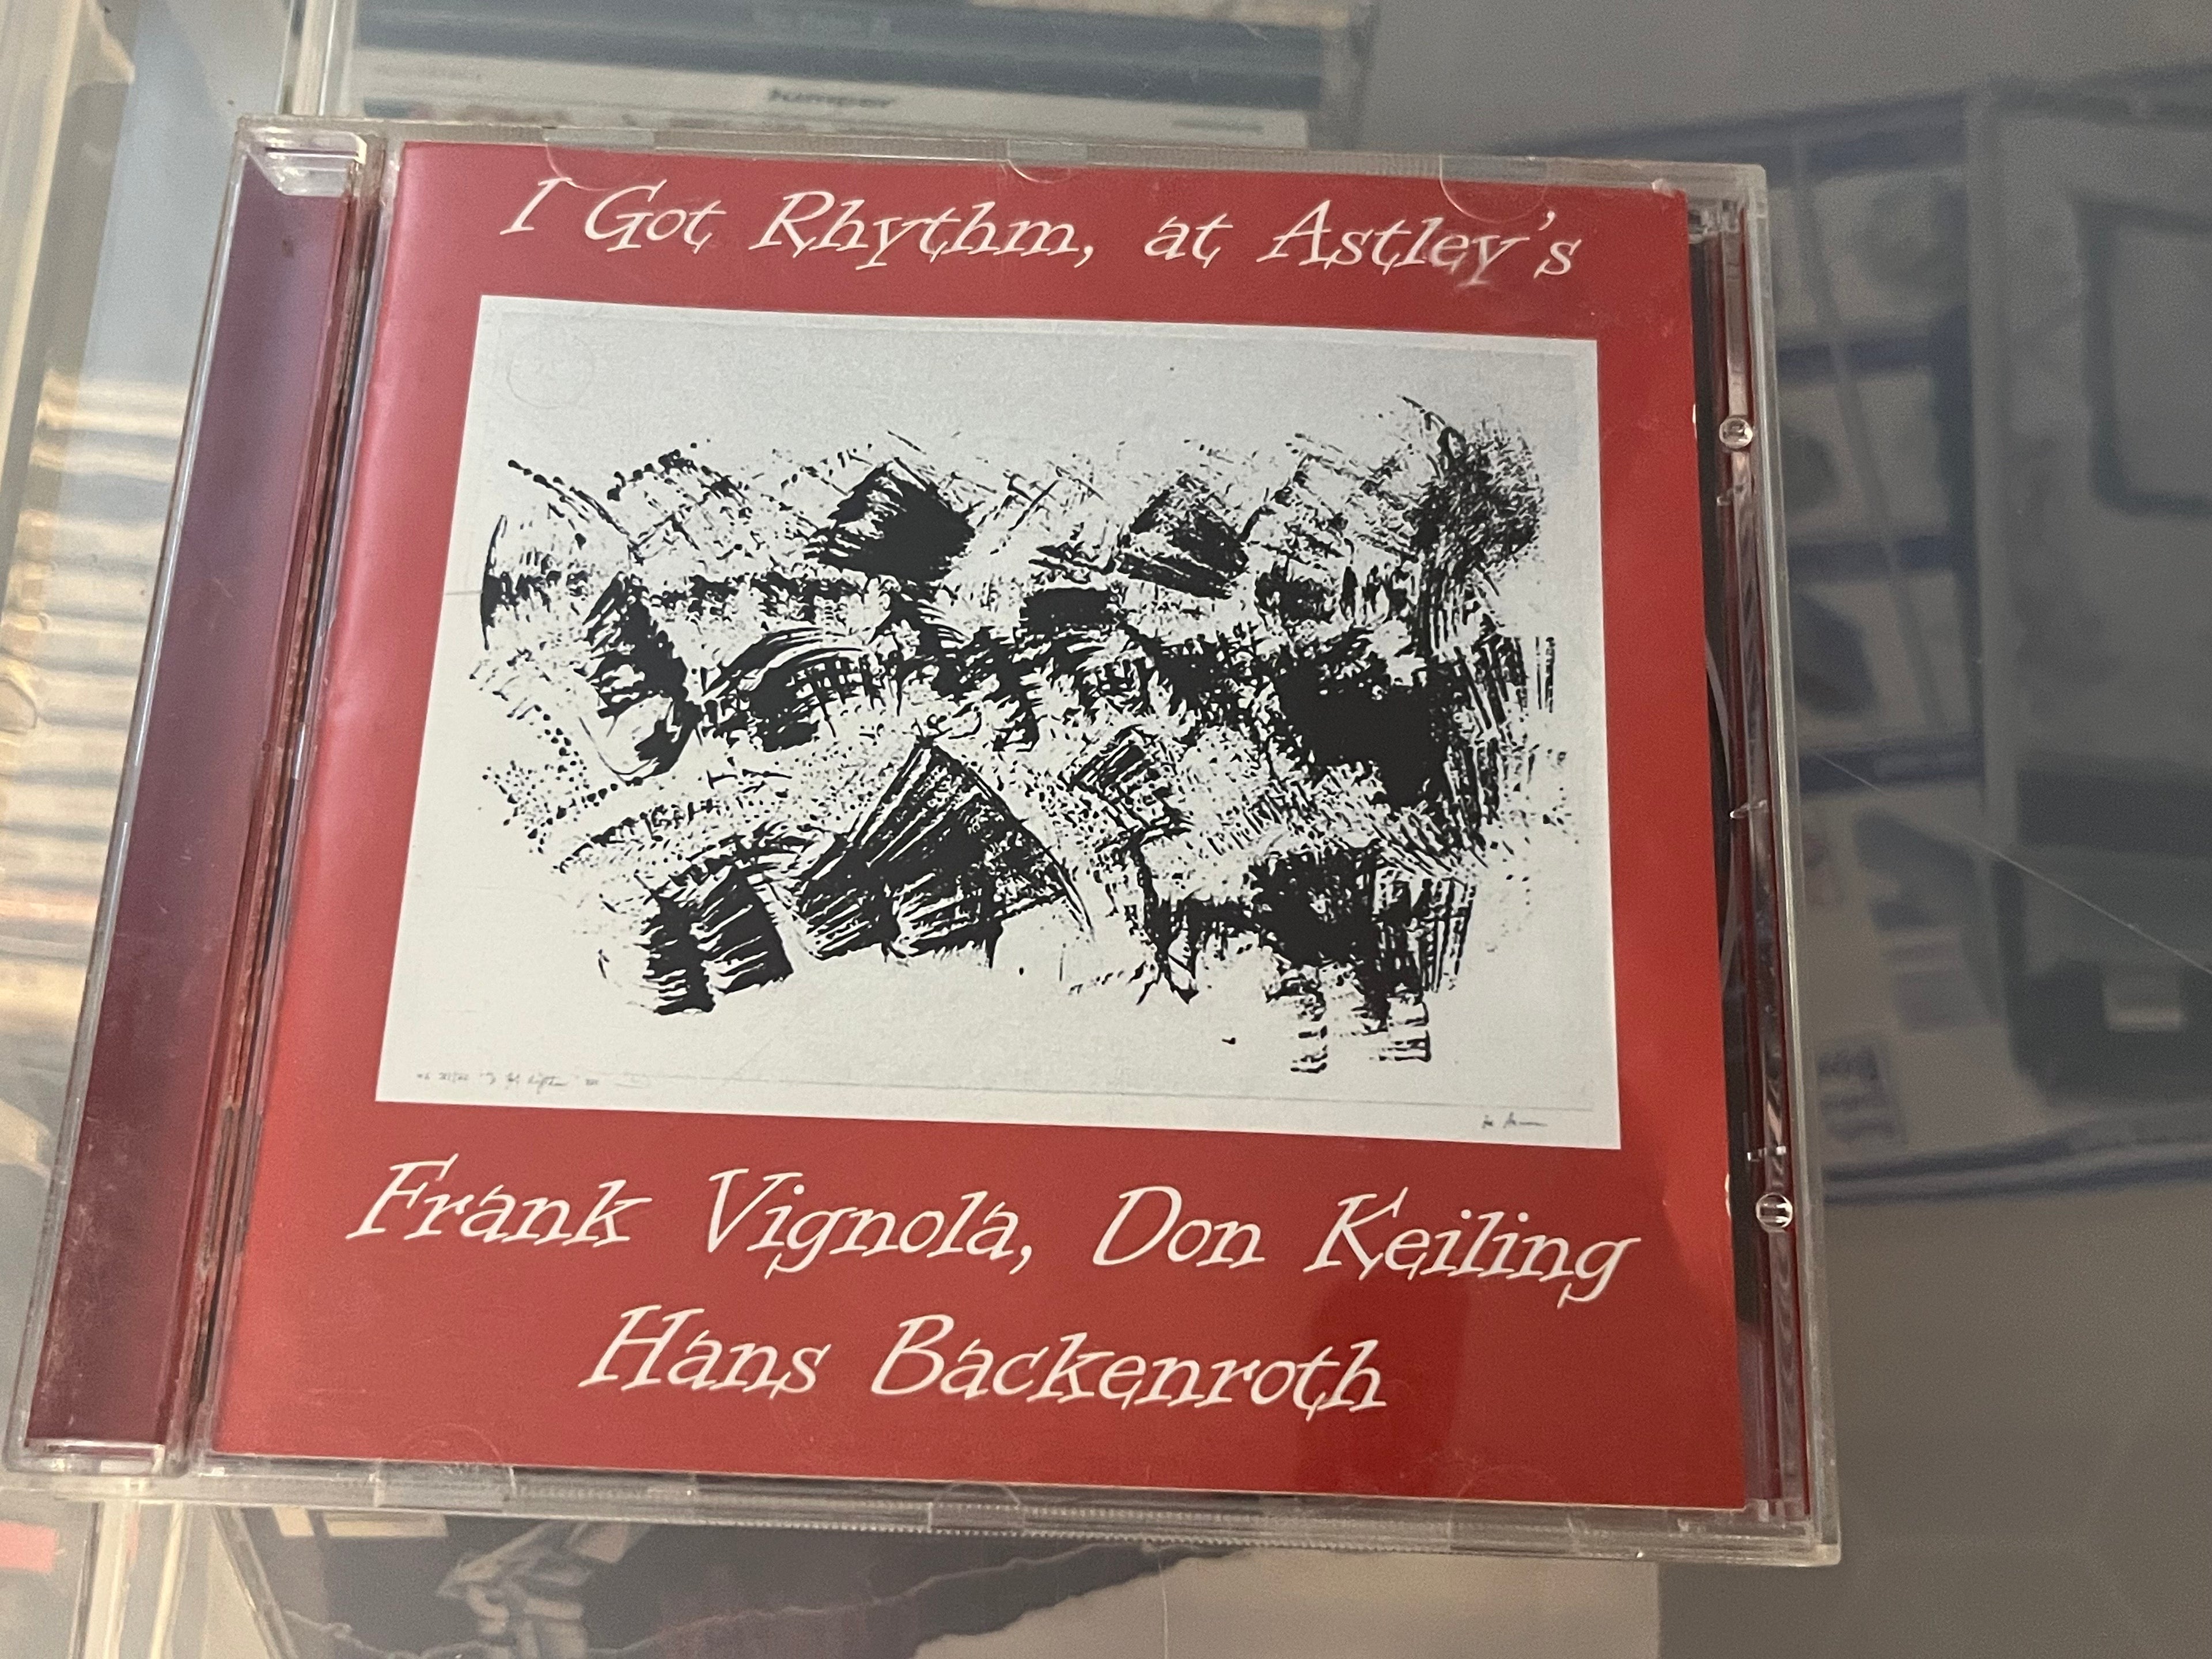 I Got Rhythm, at Astley's
Frank Vignola, Don Keiling
Hans Backenroth